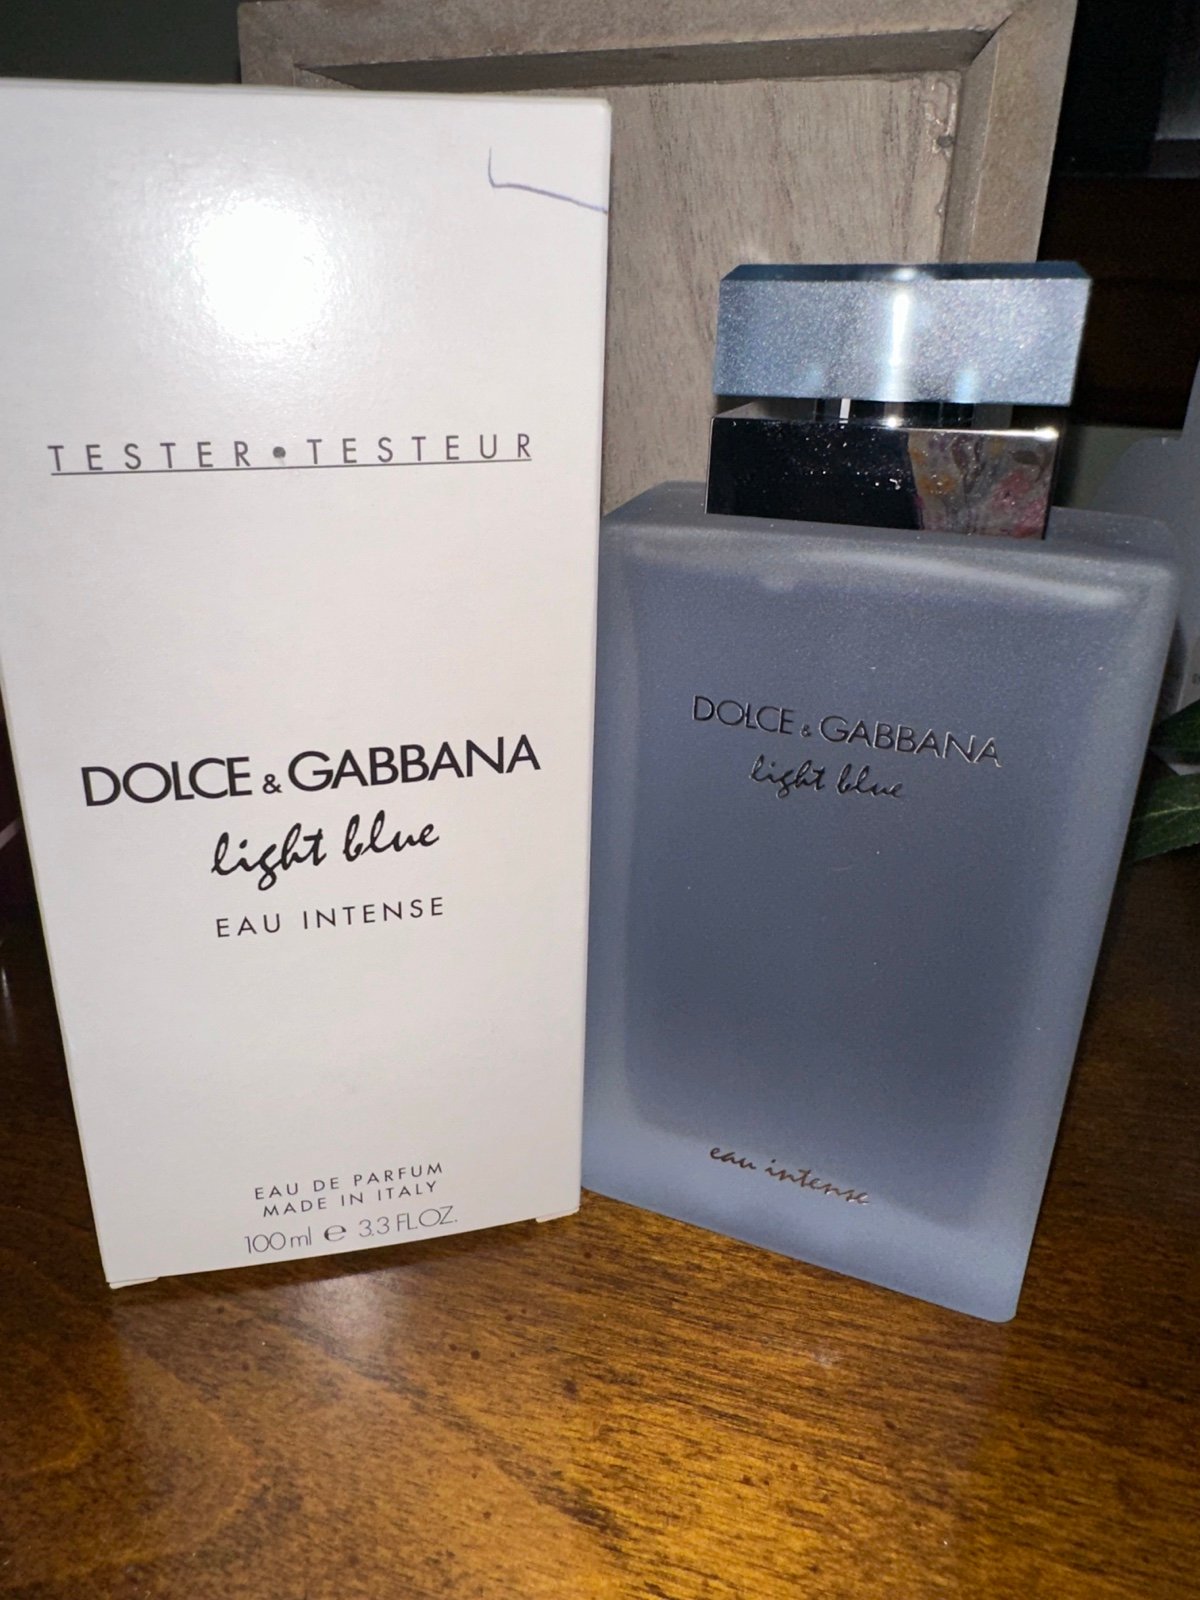 TESTER • TESTEUR
DOLCE & GABBANA
light blue
EAU INTENSE
EAU DE PARFUM
MADE IN ITALY
100 ml ℮ 3.3 FL.OZ.
DOLCE & GABBANA
light blue
eau intense